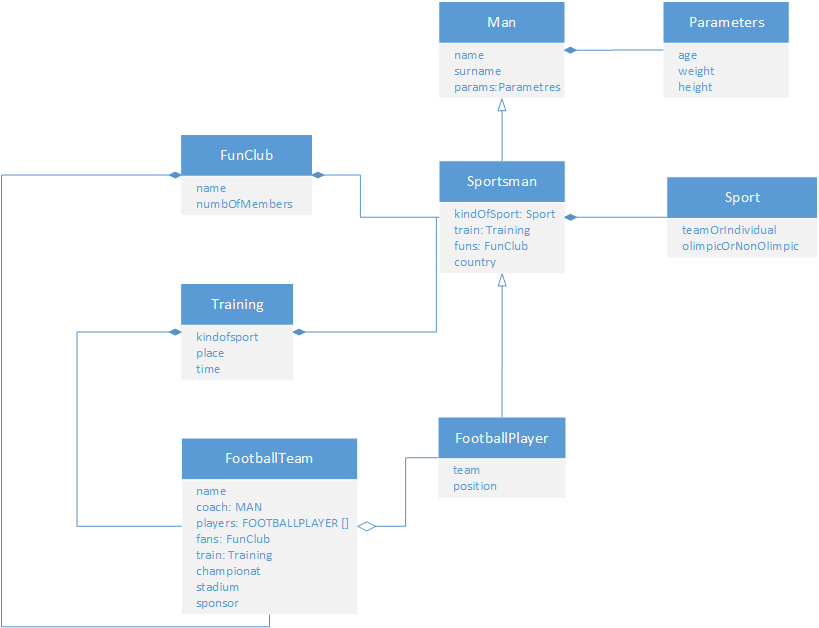 Man
name
surname
params:Parametres
Parameters
age
weight
height
FunClub
name
numbOfMembers
Sportsman
kindOfSport: Sport
train: Training
funs: FunClub
country
Sport
teamOrIndividual
olimpicOrNonOlimpic
Training
kindofsport
place
time
FootballPlayer
team
position
FootballTeam
name
coach: MAN
players: FOOTBALLPLAYER []
fans: FunClub
train: Training
championat
stadium
sponsor